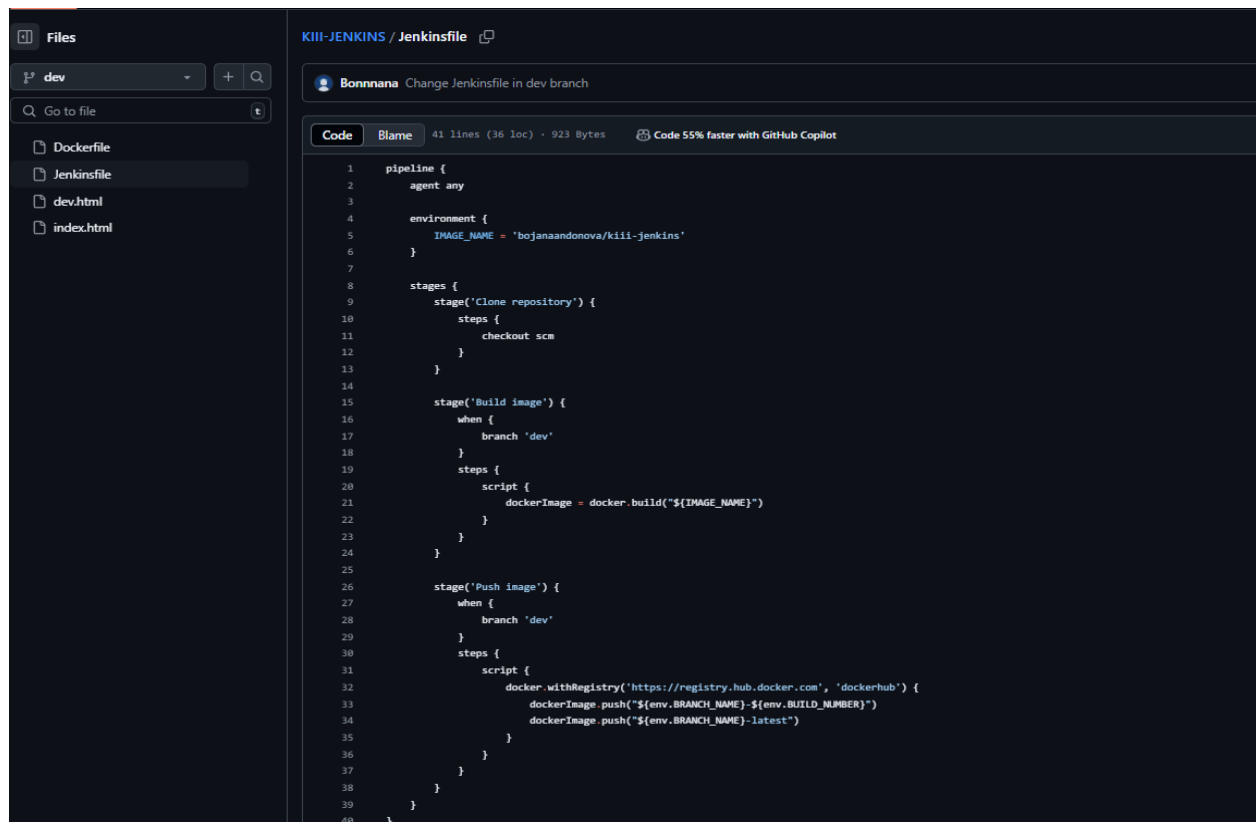 Files
dev
Go to file
t
Dockerfile
Jenkinsfile
dev.html
index.html
KIII-JENKINS / Jenkinsfile
Bonnnana Change Jenkinsfile in dev branch
Code Blame 41 lines (36 loc) · 923 Bytes Code 55% faster with GitHub Copilot
1 pipeline {
2     agent any
3
4     environment {
5         IMAGE_NAME = 'bojanaandonova/kiii-jenkins'
6     }
7
8     stages {
9         stage('Clone repository') {
10             steps {
11                 checkout scm
12             }
13         }
14
15         stage('Build image') {
16             when {
17                 branch 'dev'
18             }
19             steps {
20                 script {
21                     dockerImage = docker.build("${IMAGE_NAME}")
22                 }
23             }
24         }
25
26         stage('Push image') {
27             when {
28                 branch 'dev'
29             }
30             steps {
31                 script {
32                     docker.withRegistry('https://registry.hub.docker.com', 'dockerhub') {
33                         dockerImage.push("${env.BRANCH_NAME}-${env.BUILD_NUMBER}")
34                         dockerImage.push("${env.BRANCH_NAME}-latest")
35                     }
36                 }
37             }
38         }
39     }
40 }